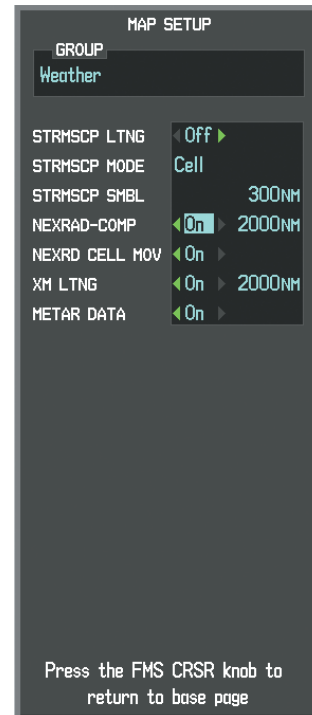 MAP SETUP
GROUP
Weather
STRMSCP LTNG Off
STRMSCP MODE Cell
STRMSCP SMBL 300NM
NEXRAD-COMP On 2000NM
NEXRD CELL MOV On
XM LTNG On 2000NM
METAR DATA On
Press the FMS CRSR knob to
return to base page